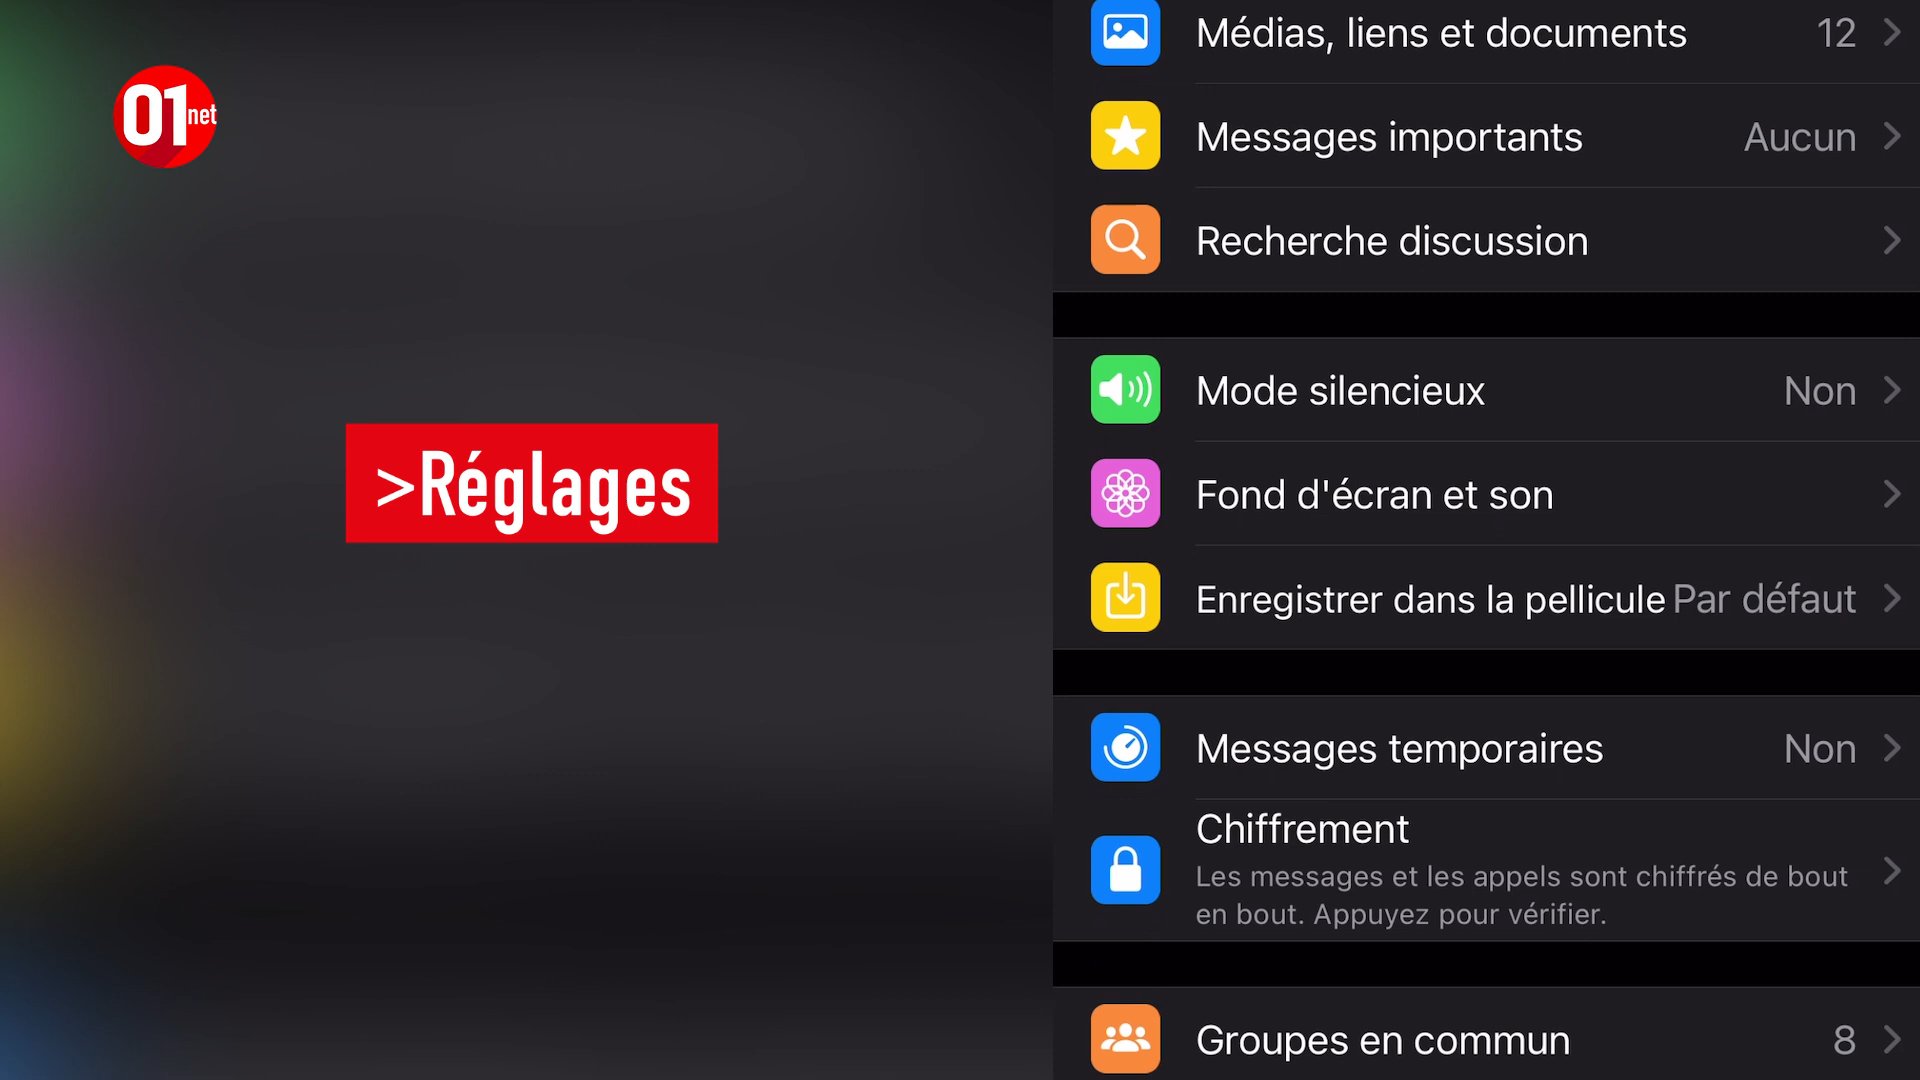 01net
>Réglages
Médias, liens et documents 12
Messages importants Aucun
Recherche discussion
Mode silencieux Non
Fond d'écran et son
Enregistrer dans la pellicule Par défaut
Messages temporaires Non
Chiffrement
Les messages et les appels sont chiffrés de bout
en bout. Appuyez pour vérifier.
Groupes en commun 8